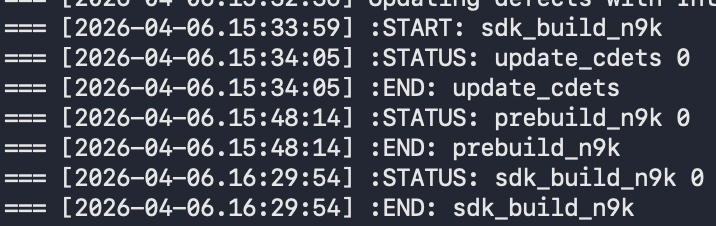 === [2026-04-06.15:32:56] Updating defects with Int
=== [2026-04-06.15:33:59] :START: sdk_build_n9k
=== [2026-04-06.15:34:05] :STATUS: update_cdets 0
=== [2026-04-06.15:34:05] :END: update_cdets
=== [2026-04-06.15:48:14] :STATUS: prebuild_n9k 0
=== [2026-04-06.15:48:14] :END: prebuild_n9k
=== [2026-04-06.16:29:54] :STATUS: sdk_build_n9k 0
=== [2026-04-06.16:29:54] :END: sdk_build_n9k